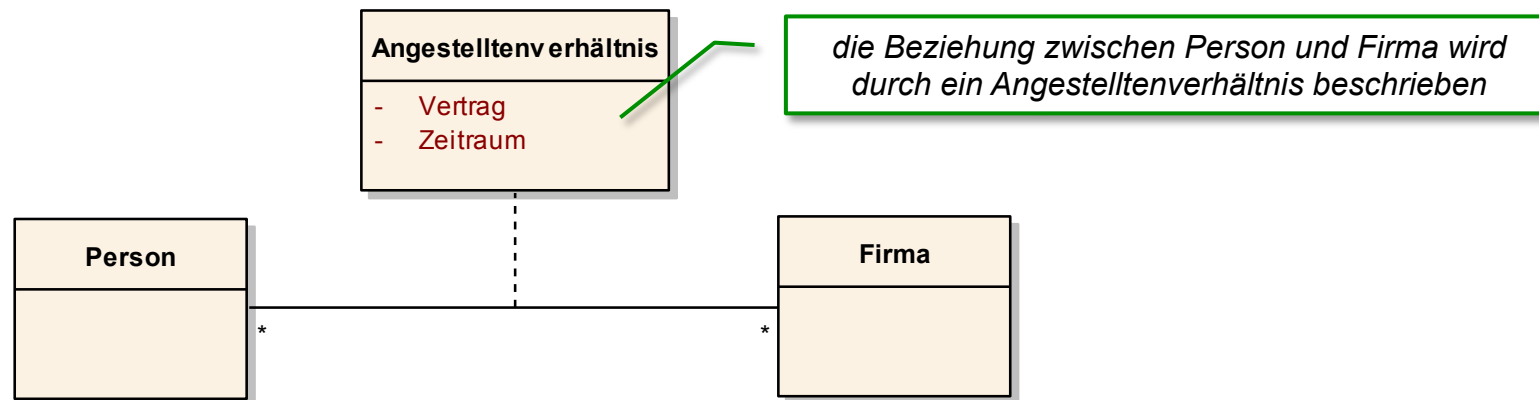 Angestelltenverhältnis
- Vertrag
- Zeitraum
die Beziehung zwischen Person und Firma wird
durch ein Angestelltenverhältnis beschrieben
Person
Firma
*
*